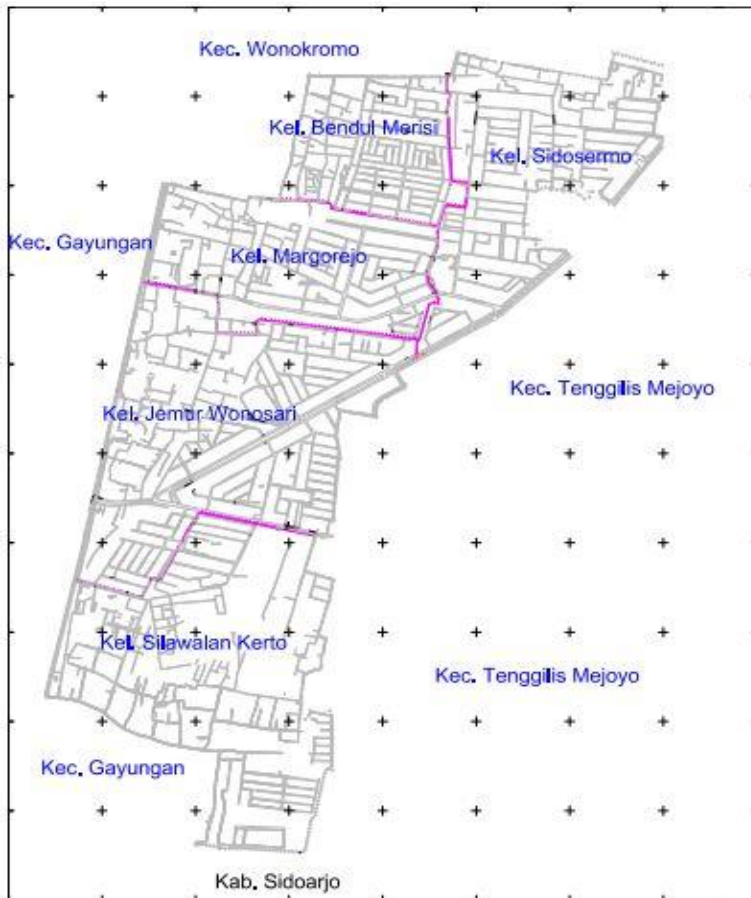 Kec. Wonokromo
Kel. Bendul Merisi
Kel. Sidosermo
Kec. Gayungan
Kel. Margorejo
Kec. Tenggilis Mejoyo
Kel. Jemur Wonosari
Kel. Silawalan Kerto
Kec. Tenggilis Mejoyo
Kec. Gayungan
Kab. Sidoarjo